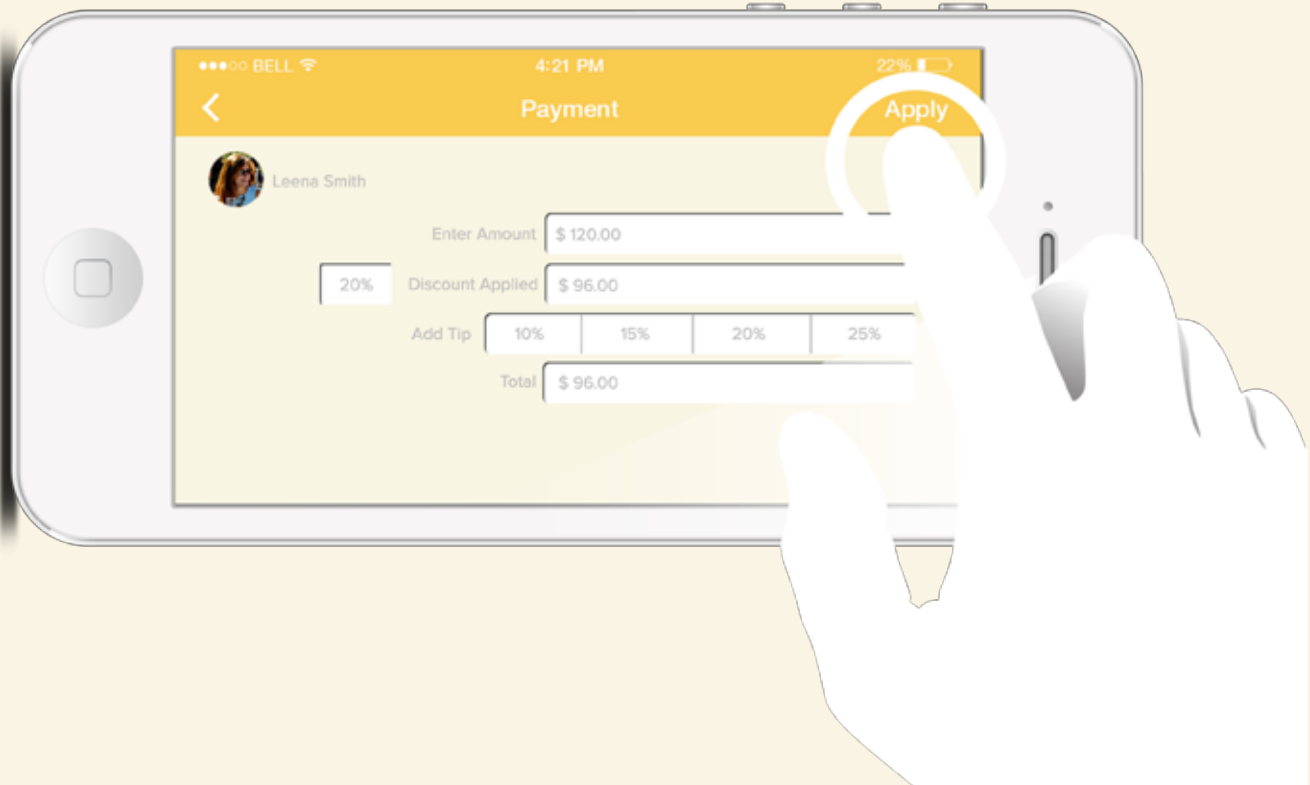 ●●●○○ BELL 4:21 PM 22%
Payment Apply
Leena Smith
Enter Amount $ 120.00
20% Discount Applied $ 96.00
Add Tip 10% 15% 20% 25%
Total $ 96.00